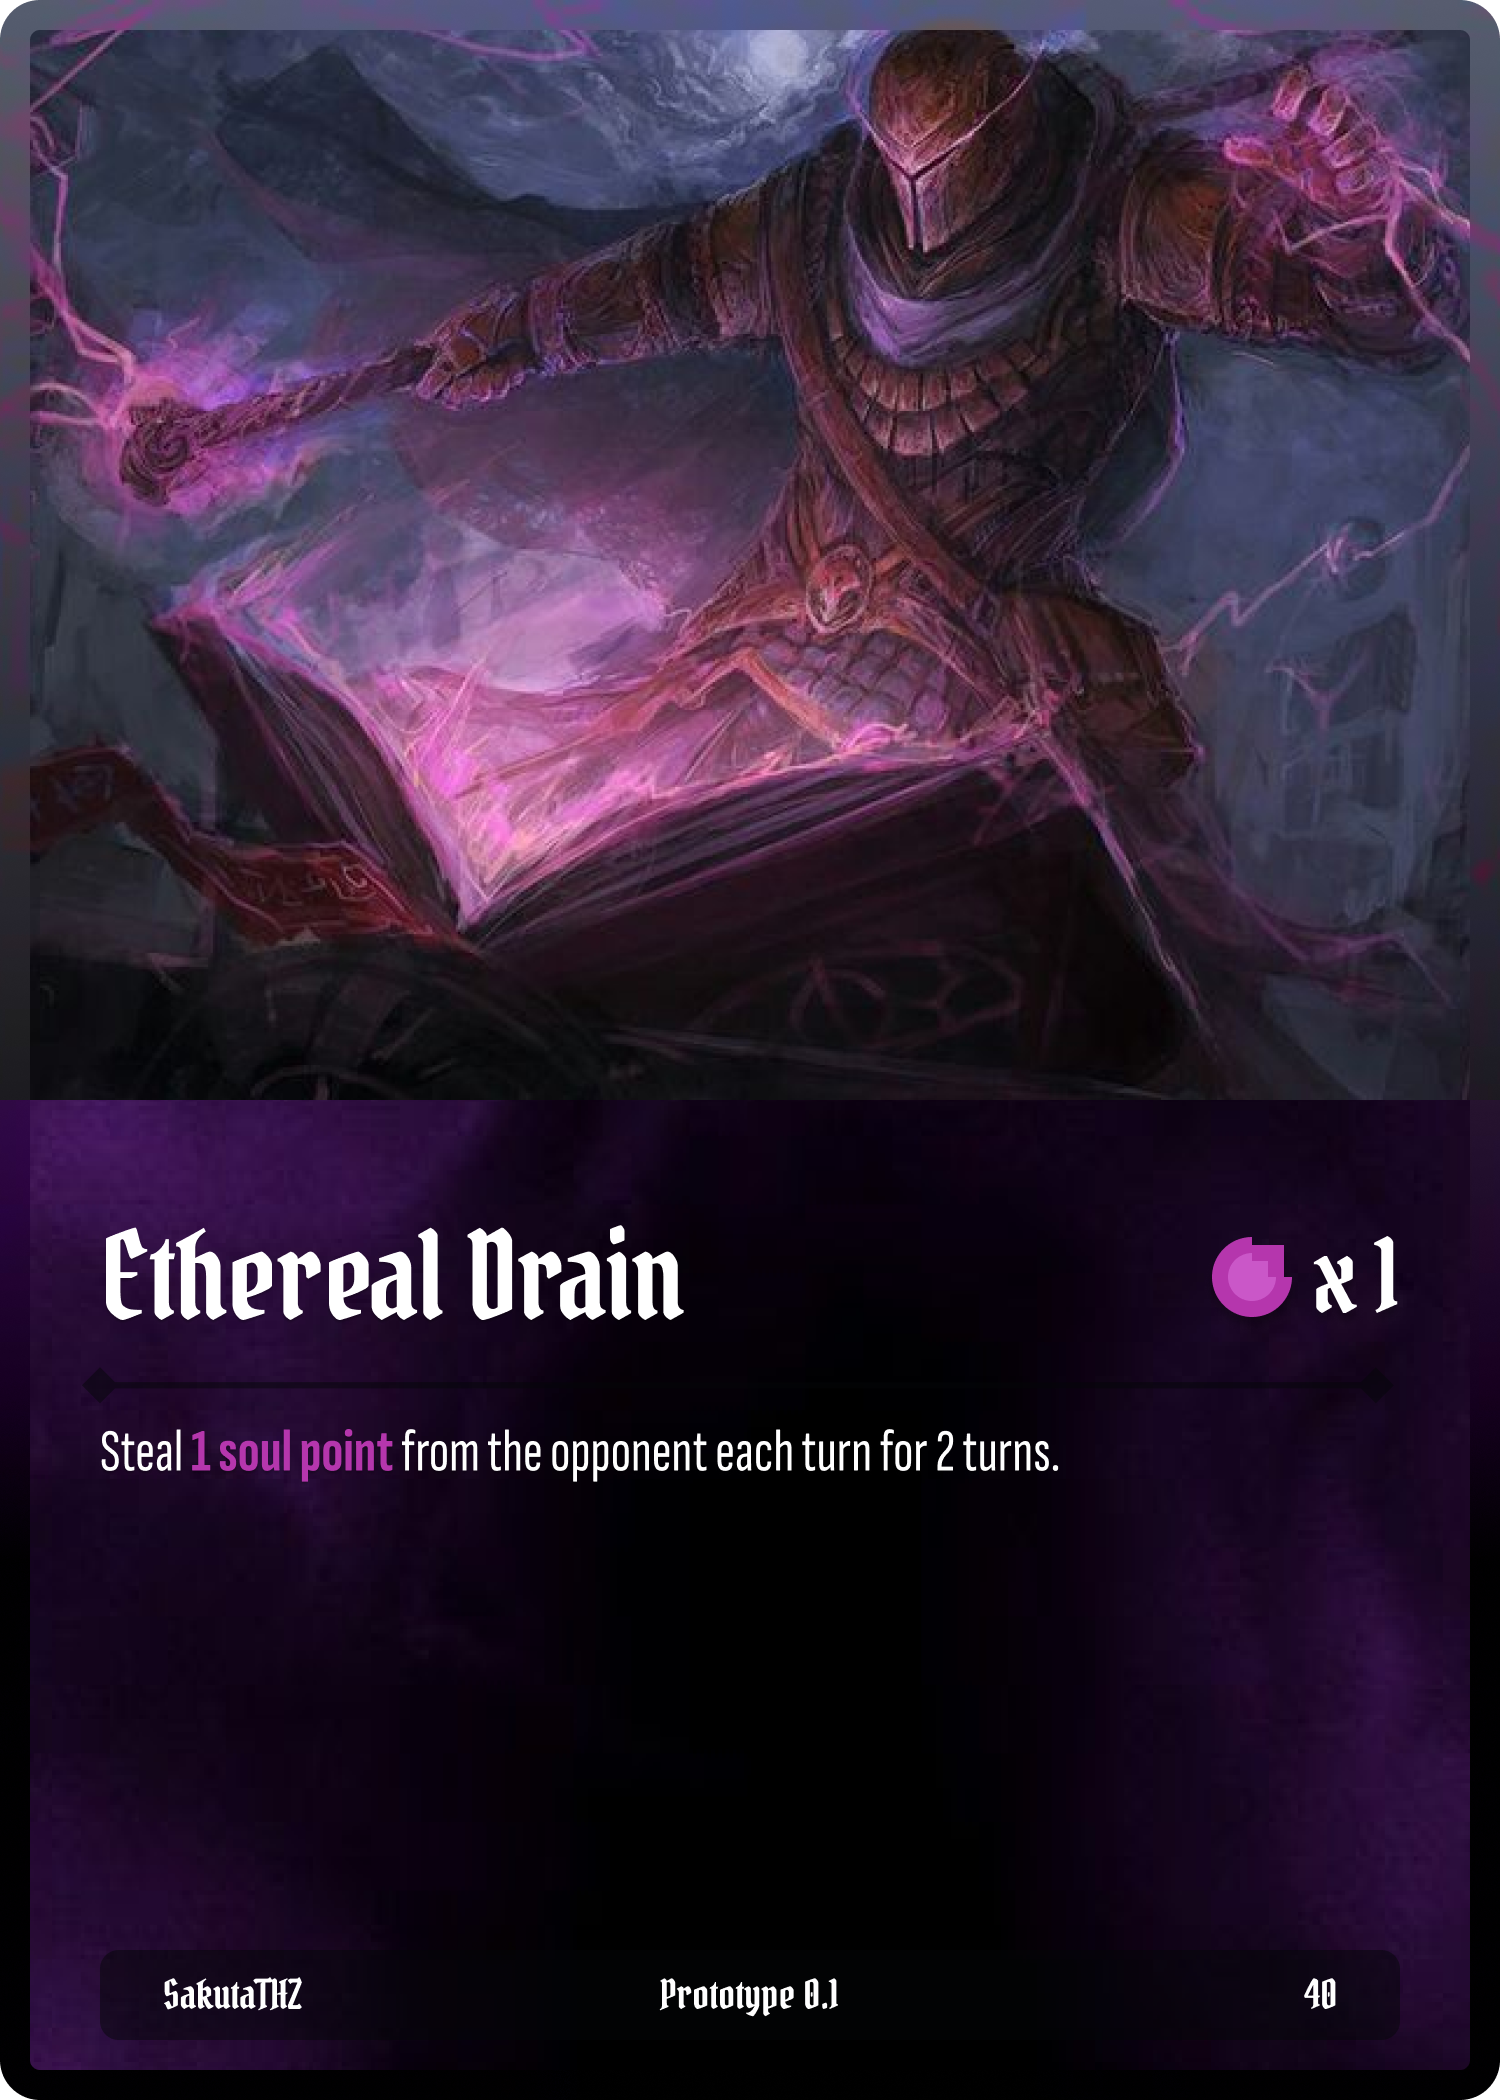 Ethereal Drain
x 1
Steal 1 soul point from the opponent each turn for 2 turns.
SakutaTHZ
Prototype 0.1
40